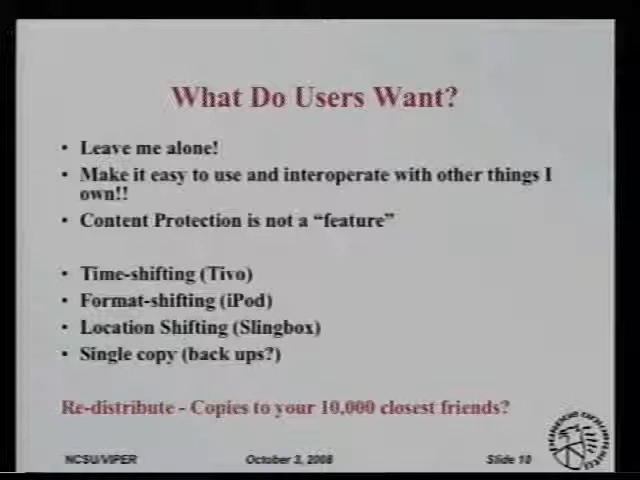 What Do Users Want?
• Leave me alone!
• Make it easy to use and interoperate with other things I
own!!
• Content Protection is not a “feature”
• Time-shifting (Tivo)
• Format-shifting (iPod)
• Location Shifting (Slingbox)
• Single copy (back ups?)
Re-distribute - Copies to your 10,000 closest friends?
NCSU/VIPER
October 3, 2008
Slide 10